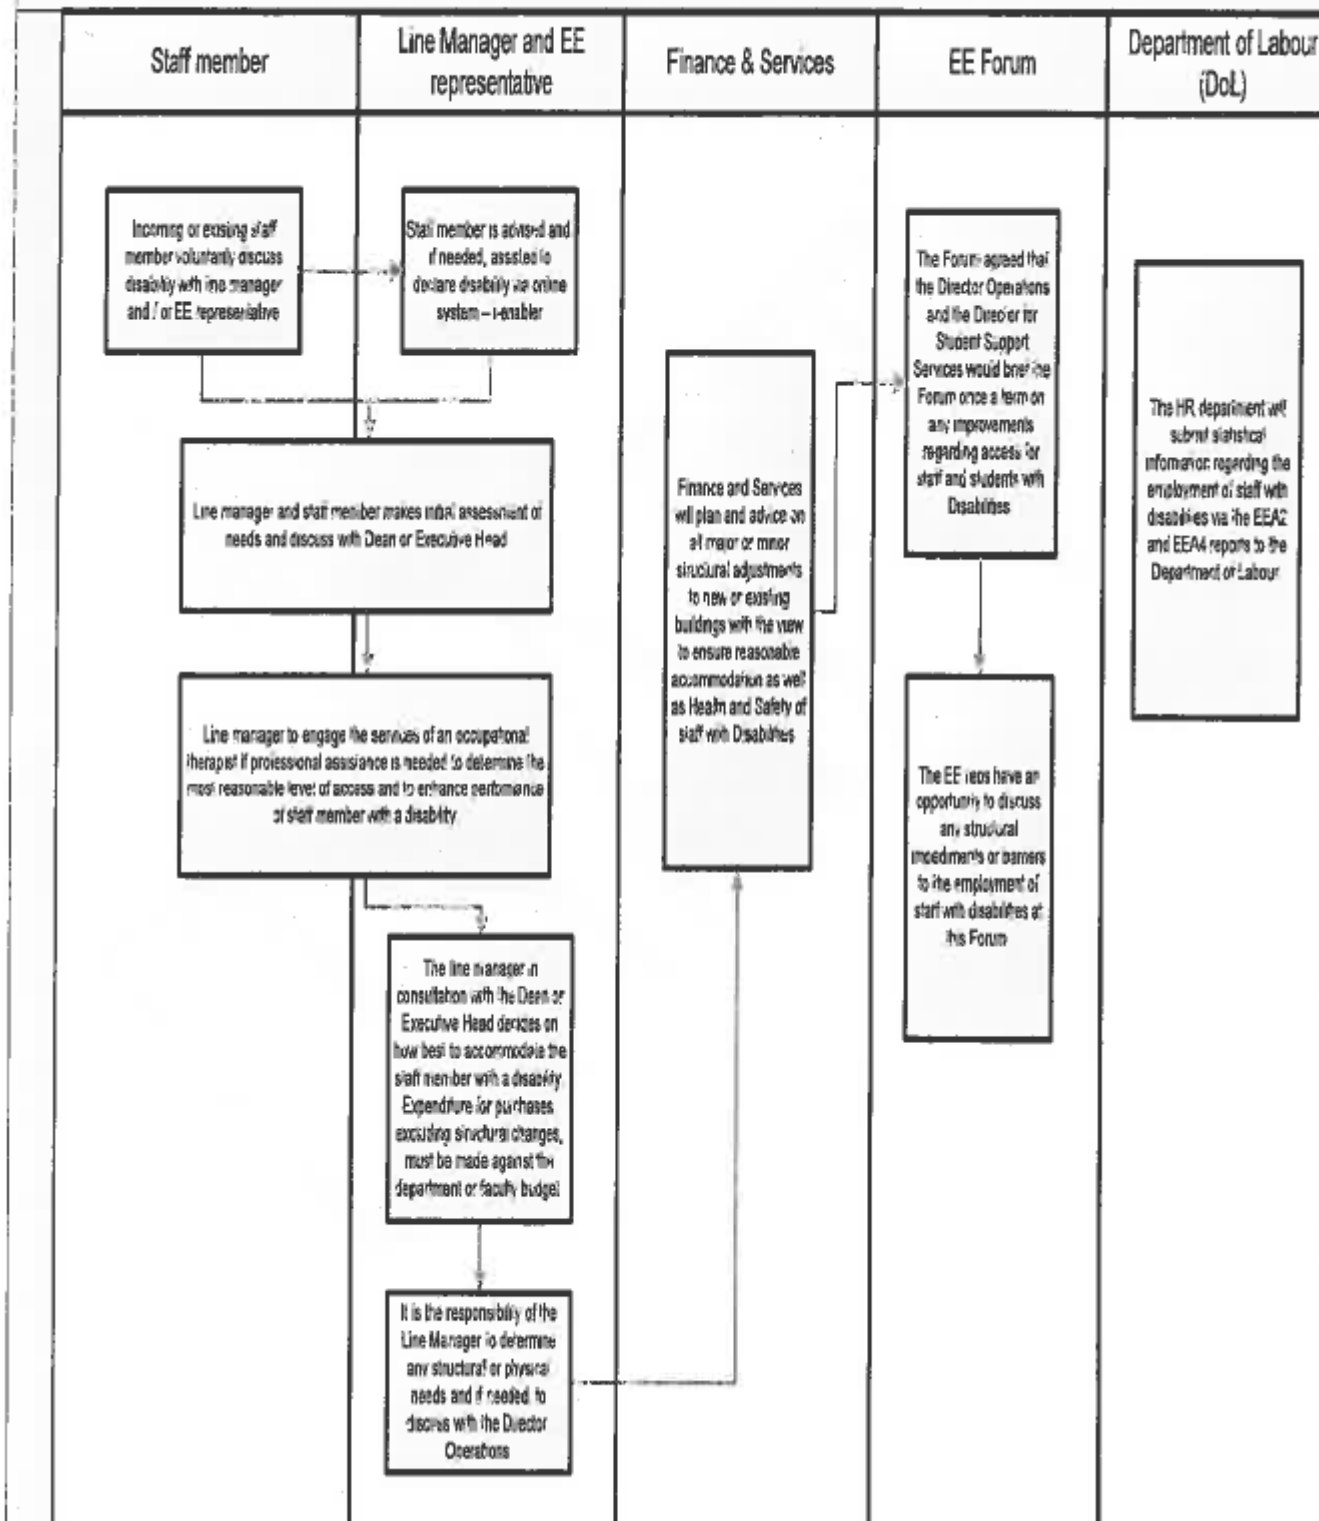 Staff member
Line Manager and EE
representative
Finance & Services
EE Forum
Department of Labour
(DoL)
Incoming or existing staff
member voluntarily discuss
disability with line manager
and / or EE representative
Staff member is advised and
if needed, assisted to
declare disability via online
system – i-enabler
Line manager and staff member makes initial assessment of
needs and discuss with Dean or Executive Head
Line manager to engage the services of an occupational
therapist if professional assistance is needed to determine the
most reasonable level of access and to enhance performance
of staff member with a disability
The line manager in
consultation with the Dean or
Executive Head decides on
how best to accommodate the
staff member with a disability.
Expenditure for purchases
excluding structural changes,
must be made against the
department or faculty budget
It is the responsibility of the
Line Manager to determine
any structural or physical
needs and if needed, to
discuss with the Director
Operations
Finance and Services
will plan and advice on
all major or minor
structural adjustments
to new or existing
buildings with the view
to ensure reasonable
accommodation as well
as Health and Safety of
staff with Disabilities
The Forum agreed that
the Director Operations
and the Director for
Student Support
Services would brief the
Forum once a term on
any improvements
regarding access for
staff and students with
Disabilities
The EE reps have an
opportunity to discuss
any structural
impediments or barriers
to the employment of
staff with disabilities at
this Forum
The HR department will
submit statistical
information regarding the
employment of staff with
disabilities via the EEA2
and EEA4 reports to the
Department of Labour